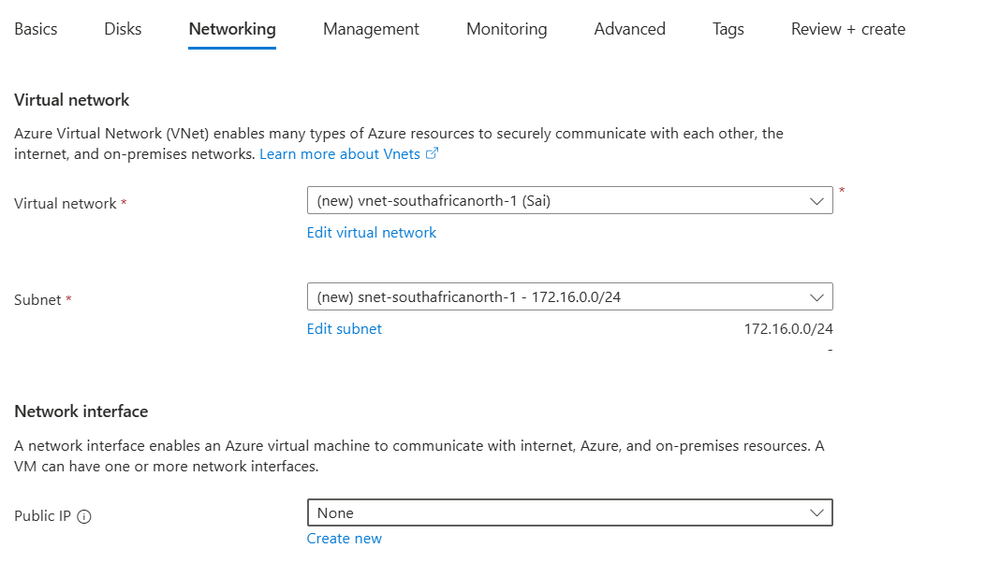 Basics Disks Networking Management Monitoring Advanced Tags Review + create
Virtual network
Azure Virtual Network (VNet) enables many types of Azure resources to securely communicate with each other, the
internet, and on-premises networks. Learn more about Vnets
Virtual network *
(new) vnet-southafricanorth-1 (Sai)
*
Edit virtual network
Subnet *
(new) snet-southafricanorth-1 - 172.16.0.0/24
Edit subnet
172.16.0.0/24
-
Network interface
A network interface enables an Azure virtual machine to communicate with internet, Azure, and on-premises resources. A
VM can have one or more network interfaces.
Public IP
None
Create new